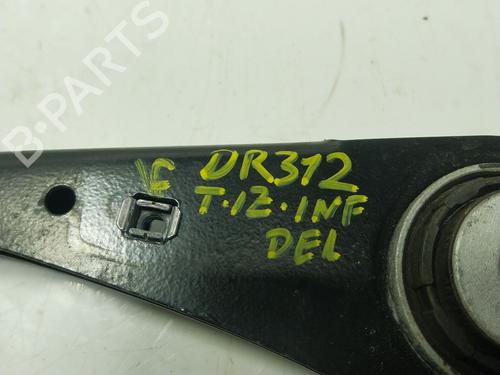 VC DR312
T.IZ.INF
DEL
B-PARTS